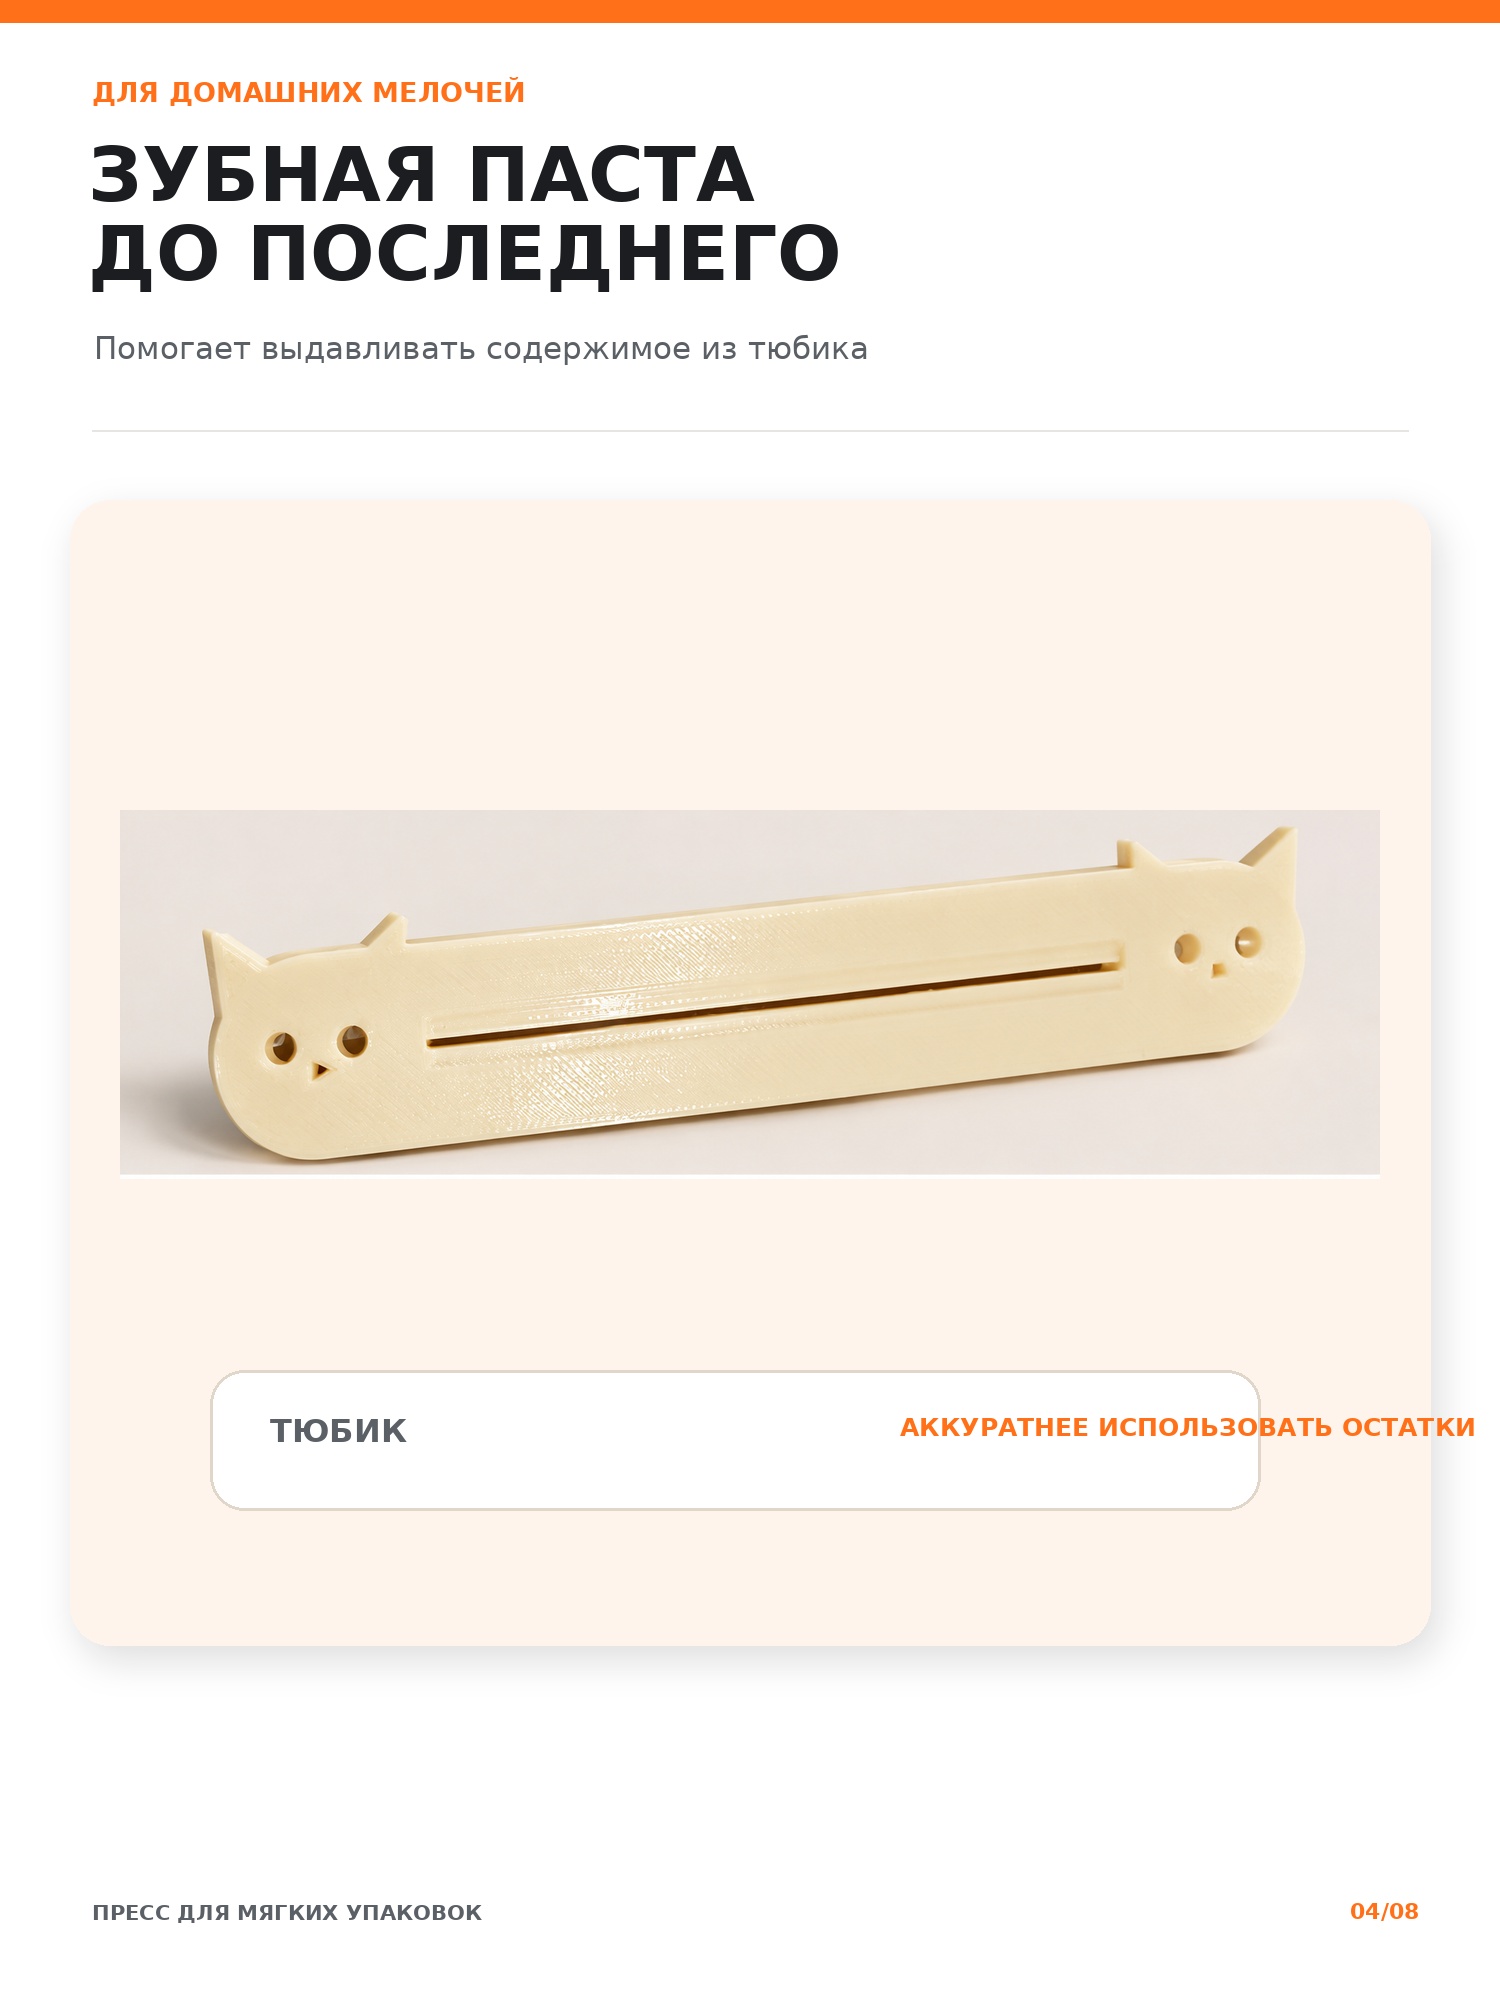 ДЛЯ ДОМАШНИХ МЕЛОЧЕЙ
ЗУБНАЯ ПАСТА
ДО ПОСЛЕДНЕГО
Помогает выдавливать содержимое из тюбика
ТЮБИК
АККУРАТНЕЕ ИСПОЛЬЗОВАТЬ ОСТАТКИ
ПРЕСС ДЛЯ МЯГКИХ УПАКОВОК
04/08